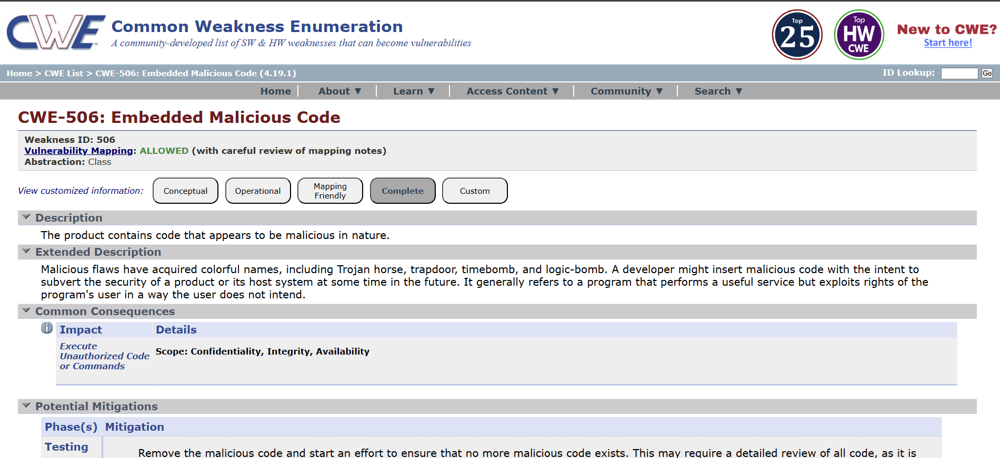 CWE
Common Weakness Enumeration
A community-developed list of SW & HW weaknesses that can become vulnerabilities
Top
25
Top
HW
CWE
New to CWE?
Start here!
Home > CWE List > CWE-506: Embedded Malicious Code (4.19.1)
ID Lookup:
Go
Home
About ▼
Learn ▼
Access Content ▼
Community ▼
Search ▼
CWE-506: Embedded Malicious Code
Weakness ID: 506
Vulnerability Mapping: ALLOWED (with careful review of mapping notes)
Abstraction: Class
View customized information:
Conceptual
Operational
Mapping
Friendly
Complete
Custom
Description
The product contains code that appears to be malicious in nature.
Extended Description
Malicious flaws have acquired colorful names, including Trojan horse, trapdoor, timebomb, and logic-bomb. A developer might insert malicious code with the intent to
subvert the security of a product or its host system at some time in the future. It generally refers to a program that performs a useful service but exploits rights of the
program's user in a way the user does not intend.
Common Consequences
Impact
Details
Execute
Unauthorized Code
or Commands
Scope: Confidentiality, Integrity, Availability
Potential Mitigations
Phase(s)
Mitigation
Testing
Remove the malicious code and start an effort to ensure that no more malicious code exists. This may require a detailed review of all code, as it is